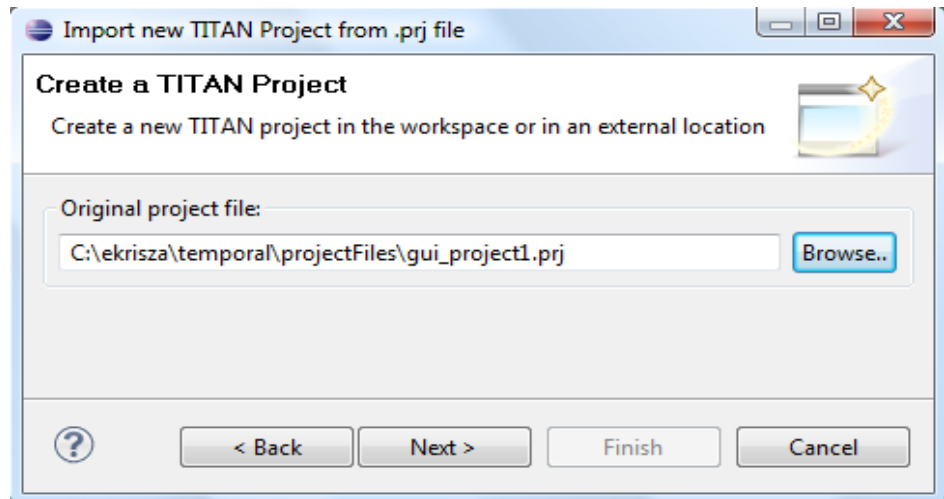 Import new TITAN Project from .prj file
Create a TITAN Project
Create a new TITAN project in the workspace or in an external location
Original project file:
C:\ekrisza\temporal\projectFiles\gui_project1.prj
Browse..
?
< Back
Next >
Finish
Cancel